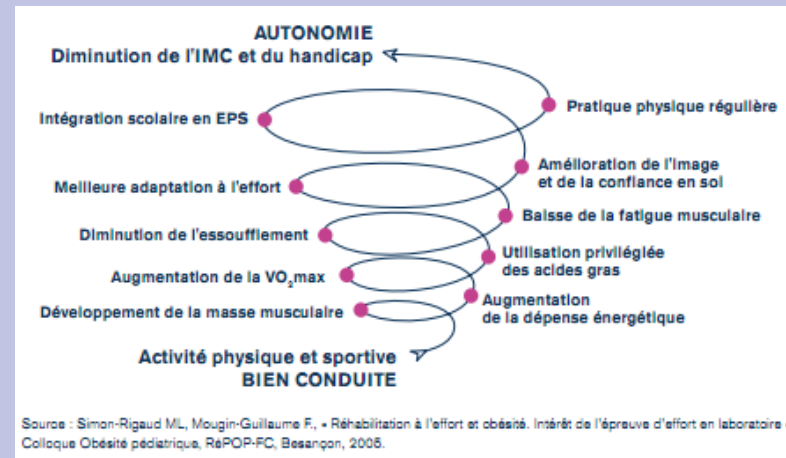 AUTONOMIE
Diminution de l'IMC et du handicap
Pratique physique régulière
Intégration scolaire en EPS
Amélioration de l'image
et de la confiance en soi
Meilleure adaptation à l'effort
Baisse de la fatigue musculaire
Diminution de l'essoufflement
Utilisation privilégiée
des acides gras
Augmentation de la VO₂max
Augmentation
de la dépense énergétique
Développement de la masse musculaire
Activité physique et sportive
BIEN CONDUITE
Source : Simon-Rigaud ML, Mougin-Guillaume F., « Réhabilitation à l'effort et obésité. Intérêt de l'épreuve d'effort en laboratoire
Colloque Obésité pédiatrique, RéPOP-FC, Besançon, 2005.